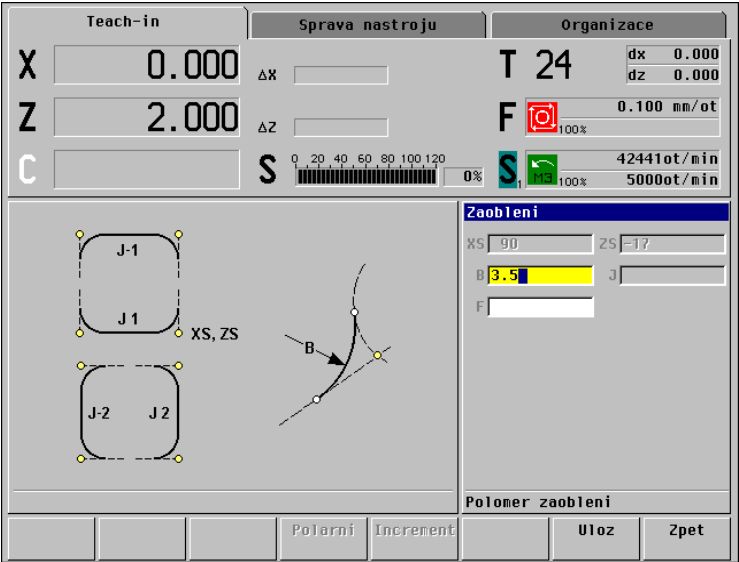 Teach-in Sprava nastroju Organizace
X 0.000 ΔX T 24 dx 0.000
dz 0.000
Z 2.000 ΔZ F 100% 0.100 mm/ot
C S 0 20 40 60 80 100 120 0% S1 M3 100% 42441ot/min
5000ot/min
Zaobleni
XS 90 ZS -17
B 3.5 J
F
J-1
J 1
XS, ZS
B
J-2 J 2
Polomer zaobleni
Polarni Increment Uloz Zpet